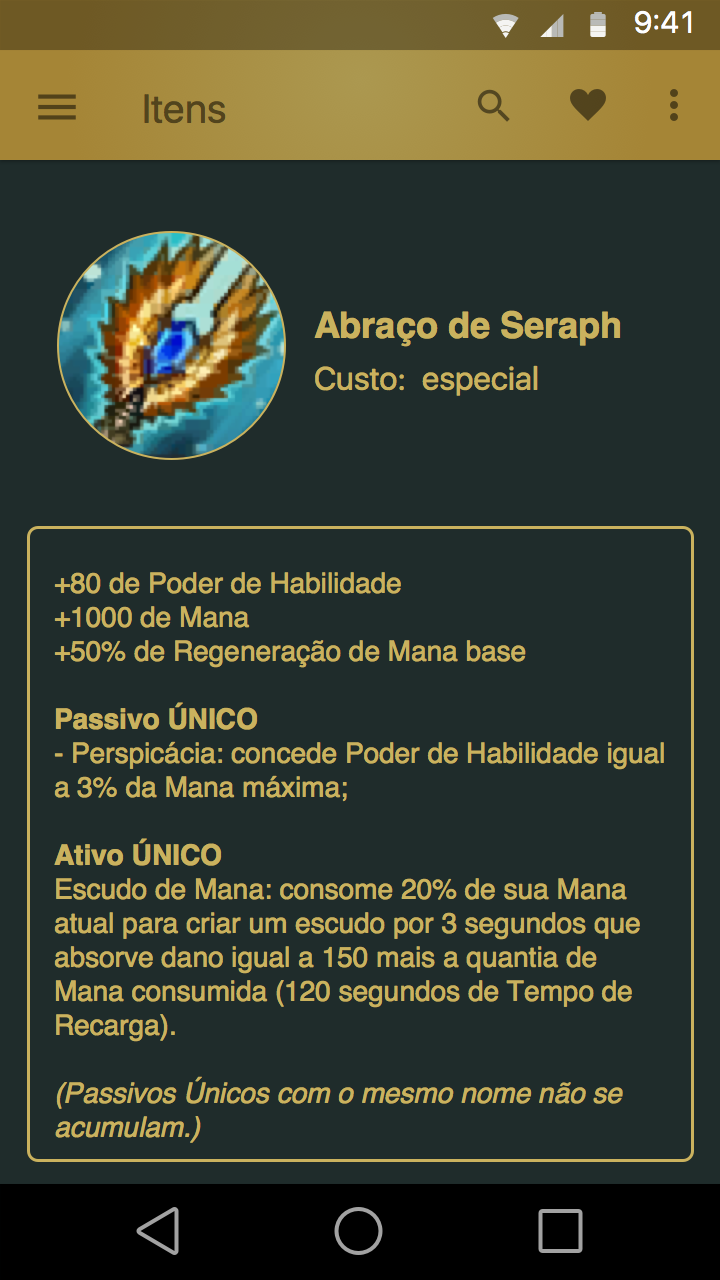 9:41
Itens
Abraço de Seraph
Custo: especial
+80 de Poder de Habilidade
+1000 de Mana
+50% de Regeneração de Mana base
Passivo ÚNICO
- Perspicácia: concede Poder de Habilidade igual
a 3% da Mana máxima;
Ativo ÚNICO
Escudo de Mana: consome 20% de sua Mana
atual para criar um escudo por 3 segundos que
absorve dano igual a 150 mais a quantia de
Mana consumida (120 segundos de Tempo de
Recarga).
(Passivos Únicos com o mesmo nome não se
acumulam.)